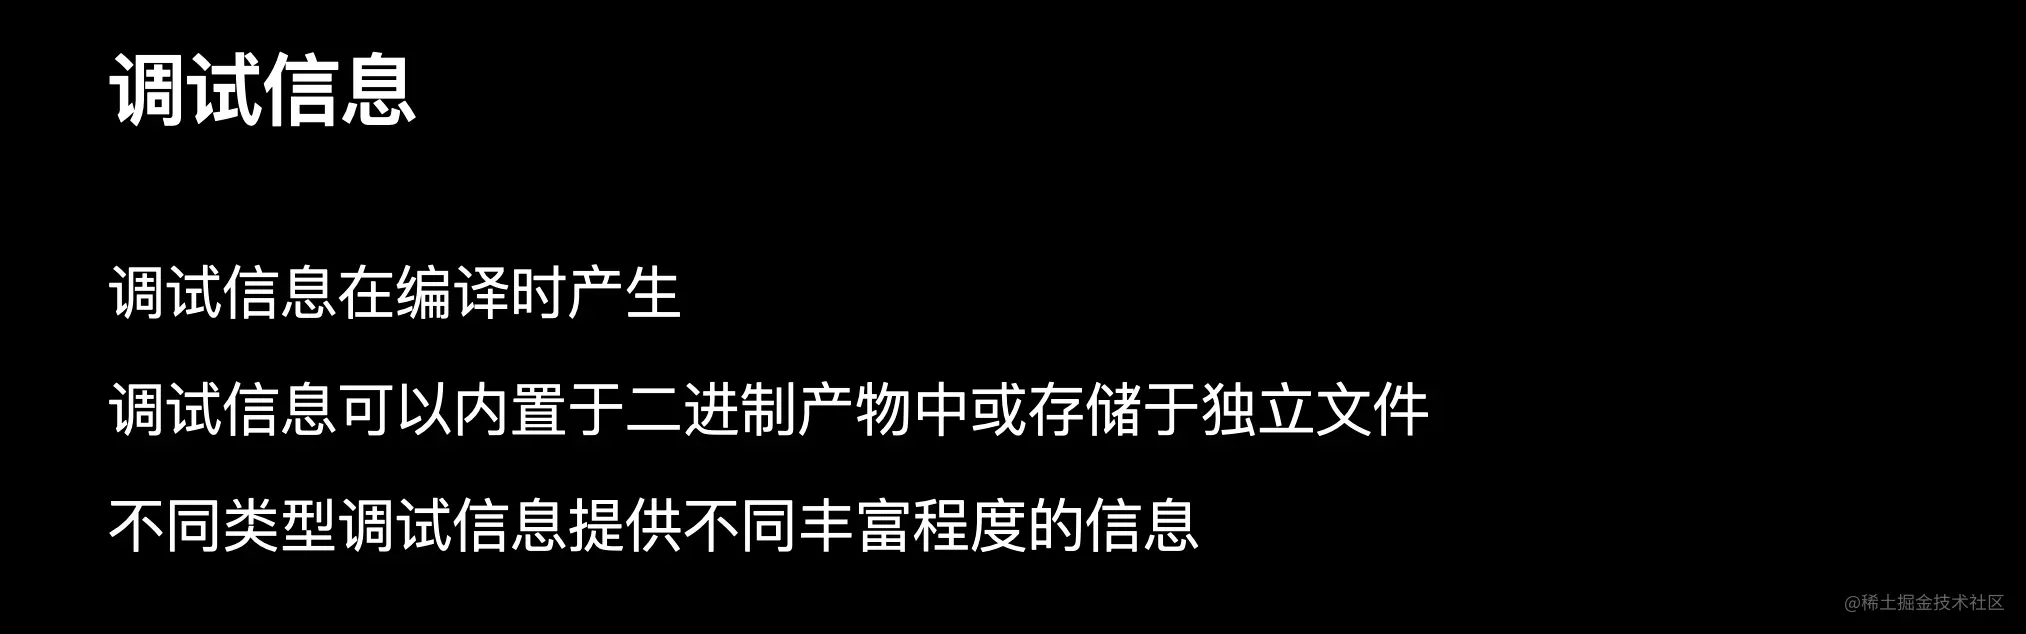 调试信息
调试信息在编译时产生
调试信息可以内置于二进制产物中或存储于独立文件
不同类型调试信息提供不同丰富程度的信息
@稀土掘金技术社区